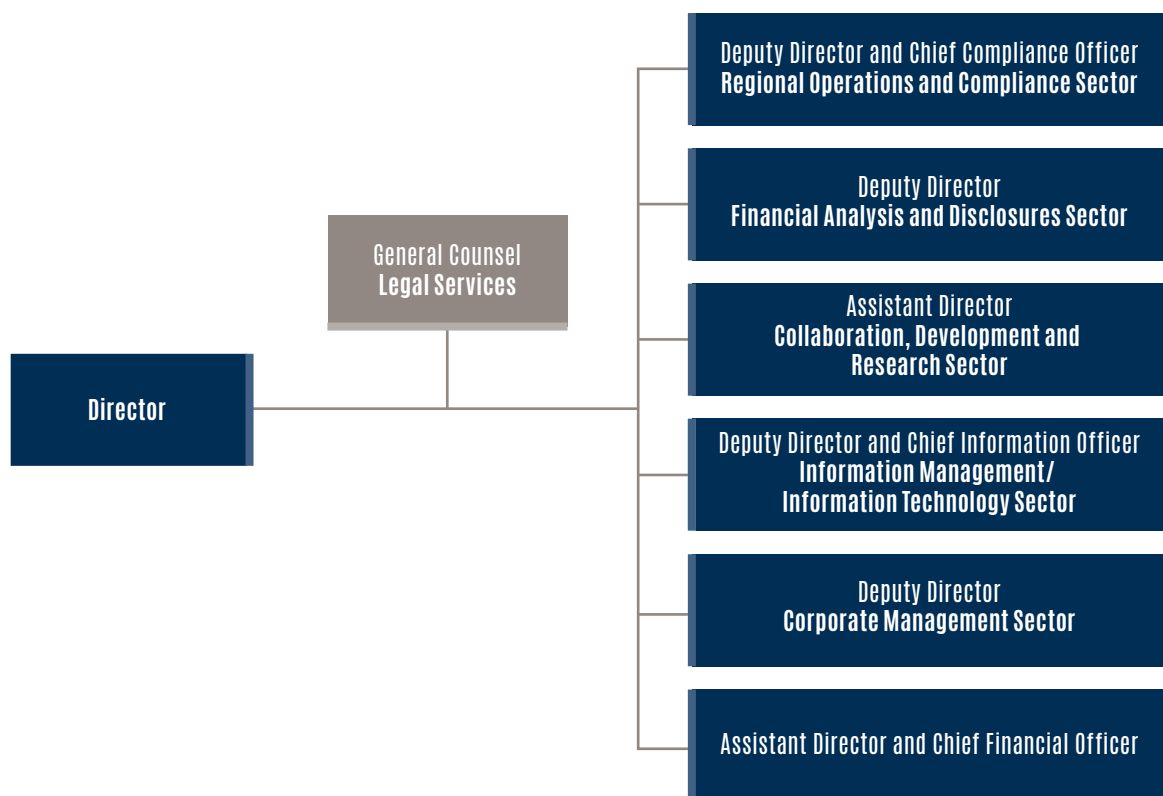 Deputy Director and Chief Compliance Officer
Regional Operations and Compliance Sector
Deputy Director
Financial Analysis and Disclosures Sector
General Counsel
Legal Services
Assistant Director
Collaboration, Development and
Research Sector
Director
Deputy Director and Chief Information Officer
Information Management/
Information Technology Sector
Deputy Director
Corporate Management Sector
Assistant Director and Chief Financial Officer